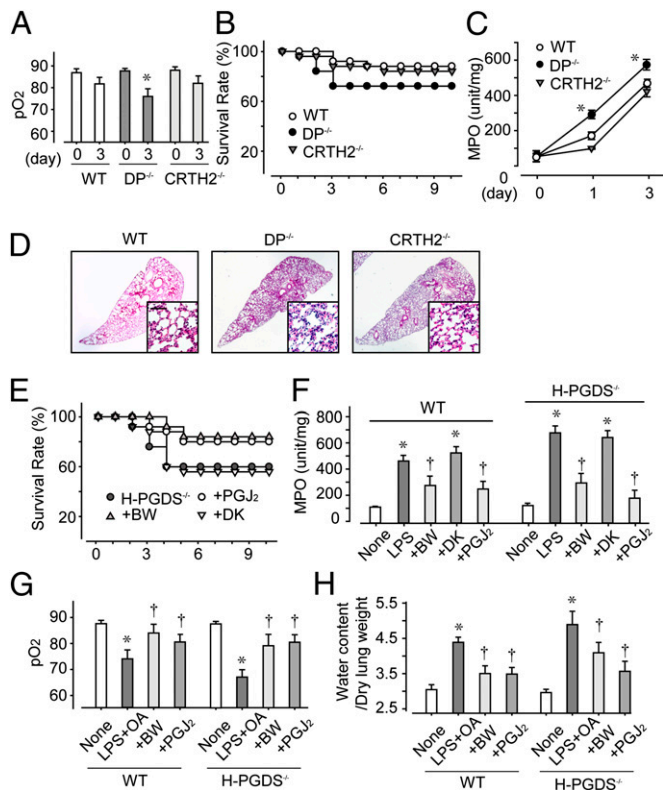 A
pO2
90
80
70
60
0 3 0 3 0 3
(day)
WT DP-/- CRTH2-/-
B
Survival Rate (%)
100
80
60
40
20
WT
DP-/-
CRTH2-/-
0 3 6 9
C
MPO (unit/mg)
600
400
200
0
WT
DP-/-
CRTH2-/-
*
*
0 1 3
(day)
*
D
WT DP-/- CRTH2-/-
E
Survival Rate (%)
100
80
60
40
20
H-PGDS-/- +PGJ2
+BW +DK
0 3 6 9
F
MPO (unit/mg)
800
600
400
200
0
WT
H-PGDS-/-
* † * † * † * †
None LPS +BW +DK +PGJ2 None LPS +BW +DK +PGJ2
G
pO2
90
80
70
60
* † † * † †
None LPS+OA +BW +PGJ2 None LPS+OA +BW +PGJ2
WT H-PGDS-/-
H
Water content
/Dry lung weight
5.5
4.5
3.5
2.5
* † † * † †
None LPS+OA +BW +PGJ2 None LPS+OA +BW +PGJ2
WT H-PGDS-/-